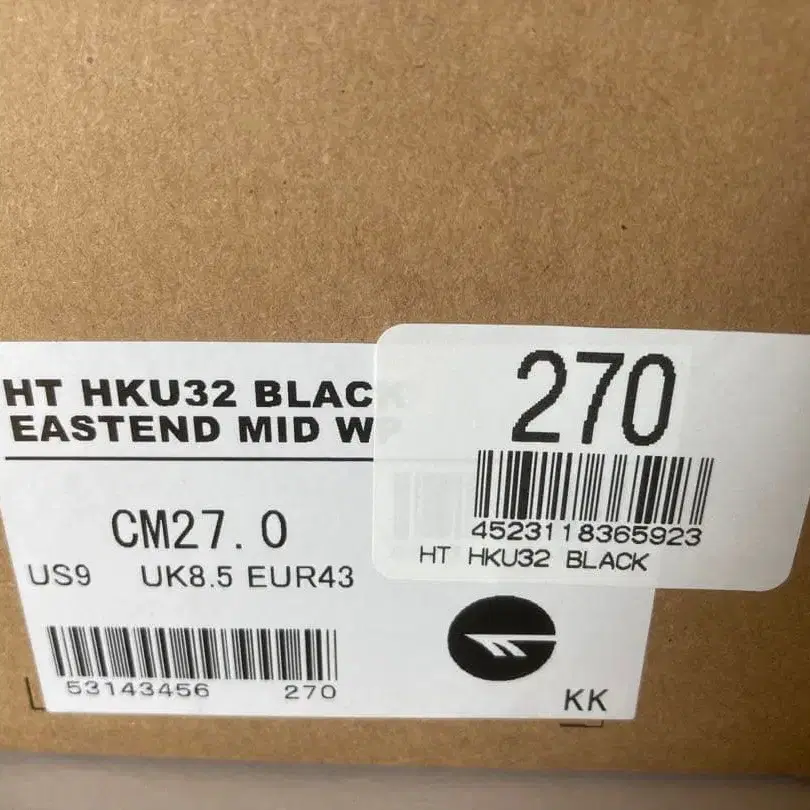 HT HKU32 BLACK
EASTEND MID WP
CM27.0
US9 UK8.5 EUR43
53143456 270
KK
270
4523118365923
HT HKU32 BLACK